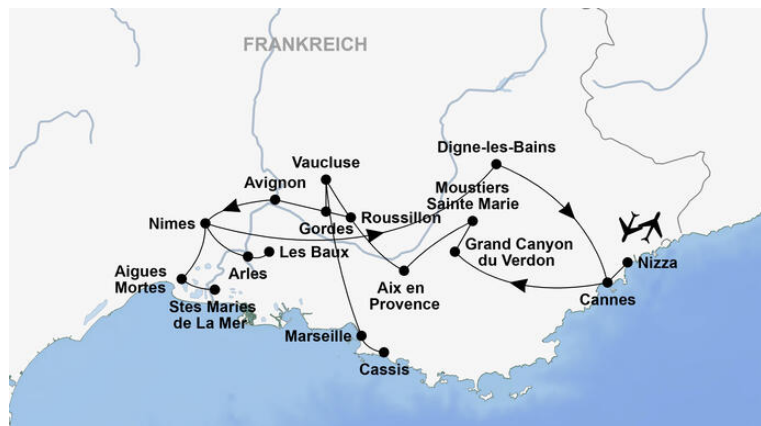 FRANKREICH
Digne-les-Bains
Vaucluse
Moustiers
Sainte Marie
Avignon
Roussillon
Nimes
Gordes
Les Baux
Grand Canyon
du Verdon
Nizza
Arles
Aigues
Mortes
Aix en
Provence
Stes Maries
de La Mer
Cannes
Marseille
Cassis